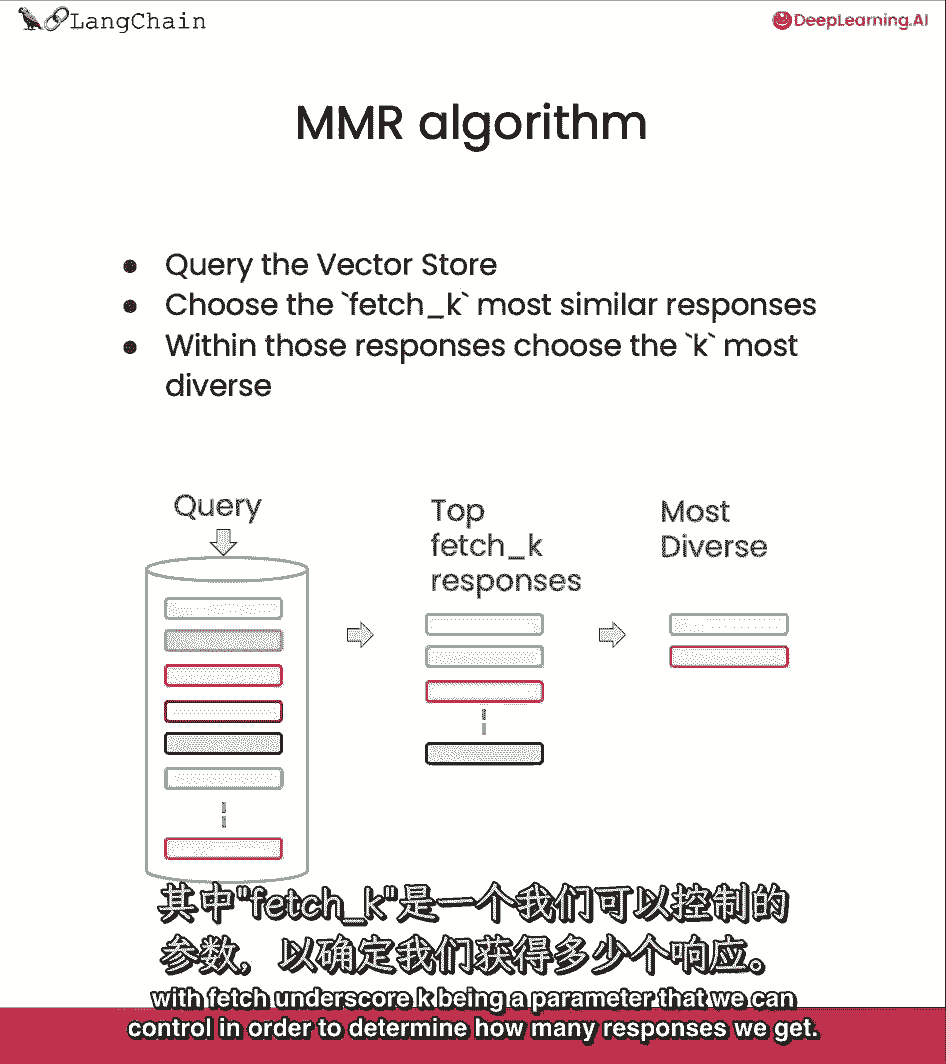 LangChain
DeepLearning.AI
MMR algorithm
● Query the Vector Store
● Choose the `fetch_k` most similar responses
● Within those responses choose the `k` most
diverse
Query
Top
fetch_k
responses
Most
Diverse
其中"fetch_k"是一个我们可以控制的
参数，以确定我们获得多少个响应。
with fetch underscore k being a parameter that we can
control in order to determine how many responses we get.